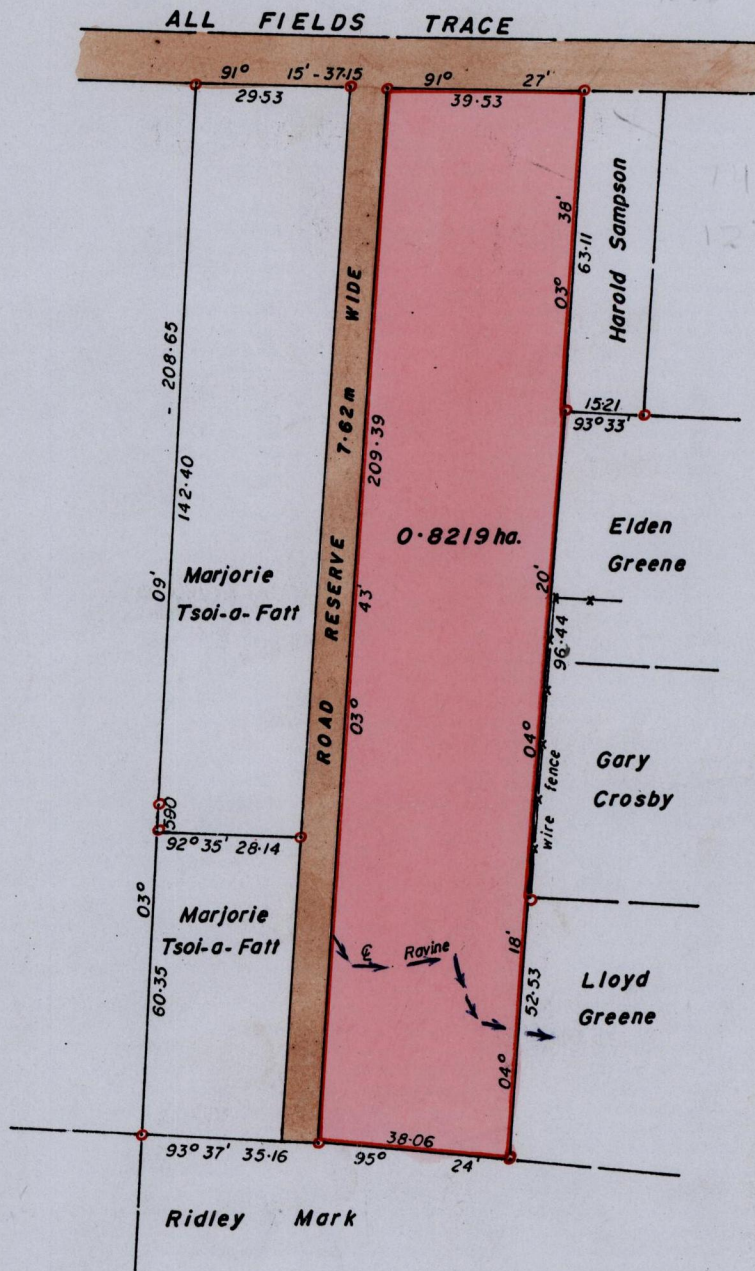 ALL FIELDS TRACE
91° 15' - 37·15
29·53
91° 27'
39·53
03° 38'
63·11
Harold Sampson
15·21
93° 33'
ROAD RESERVE 7·62m WIDE
03° 43'
209·39
142·40 - 208·65
03° 09'
0·8219 ha.
Elden
Greene
04° 20'
96·44
Marjorie
Tsoi-a-Fatt
Gary
Crosby
wire fence
5·90
92° 35' 28·14
Marjorie
Tsoi-a-Fatt
60·35
℄ Ravine
04° 18'
52·53
Lloyd
Greene
93° 37' 35·16
38·06
95° 24'
Ridley Mark